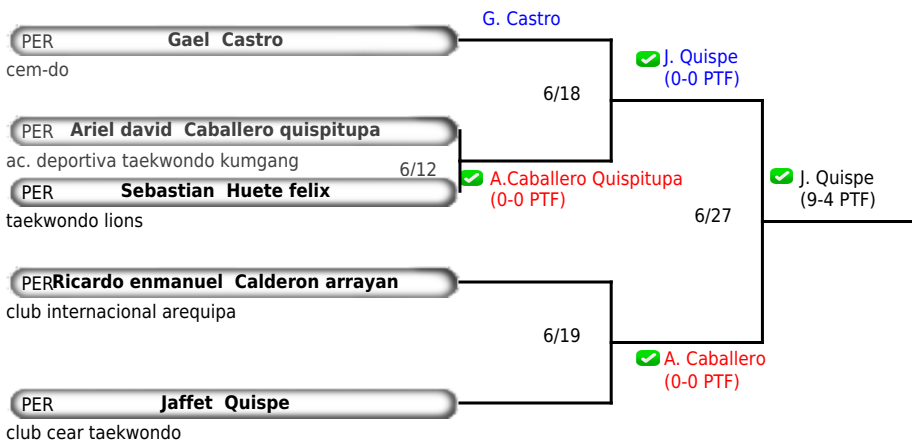 G. Castro
PER Gael Castro
cem-do
J. Quispe
(0-0 PTF)
6/18
PER Ariel david Caballero quispitupa
ac. deportiva taekwondo kumgang
6/12
A.Caballero Quispitupa
(0-0 PTF)
J. Quispe
(9-4 PTF)
PER Sebastian Huete felix
taekwondo lions
6/27
PER Ricardo enmanuel Calderon arrayan
club internacional arequipa
6/19
A. Caballero
(0-0 PTF)
PER Jaffet Quispe
club cear taekwondo